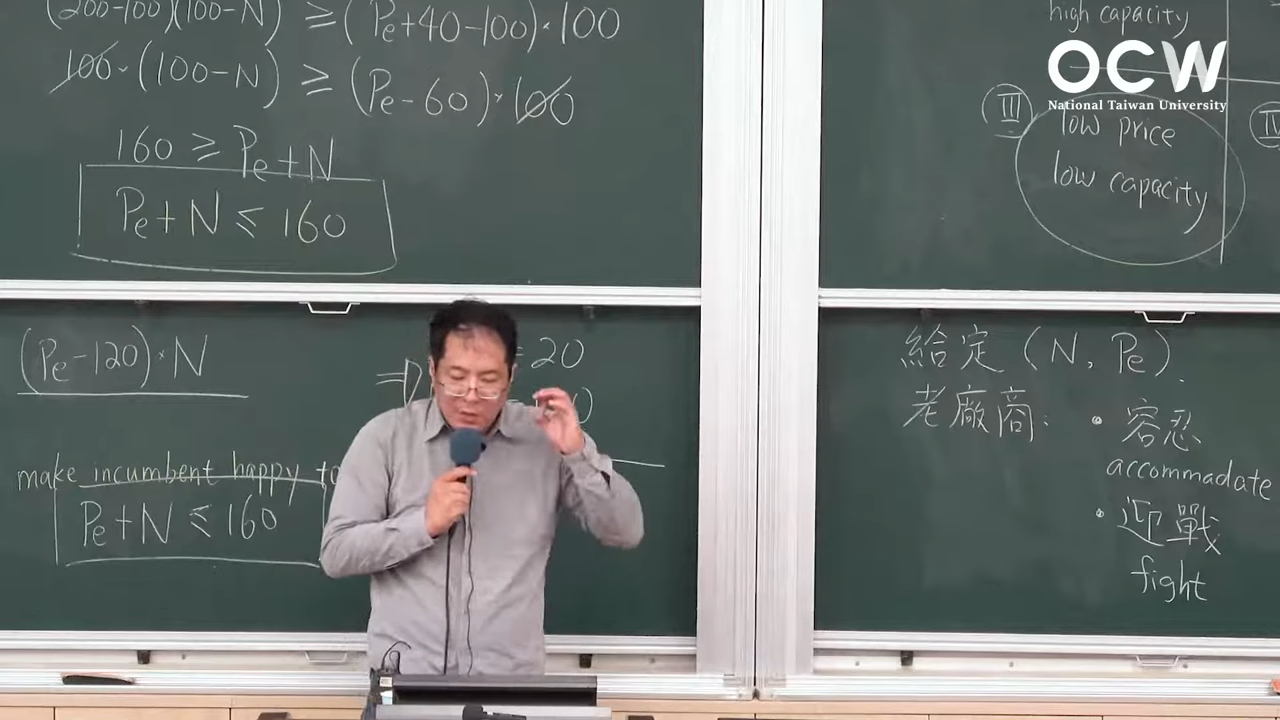 (200-100)(100-N) ≥ (Pe+40-100)·100
100·(100-N) ≥ (Pe-60)·100
160 ≥ Pe+N
Pe+N ≤ 160
(Pe-120)·N
= 20
make incumbent happy to
Pe+N ≤ 160
high capacity
OCW
National Taiwan University
III
low price
low capacity
給定 (N, Pe).
老廠商: • 容忍
accommadate
• 迎戰
fight